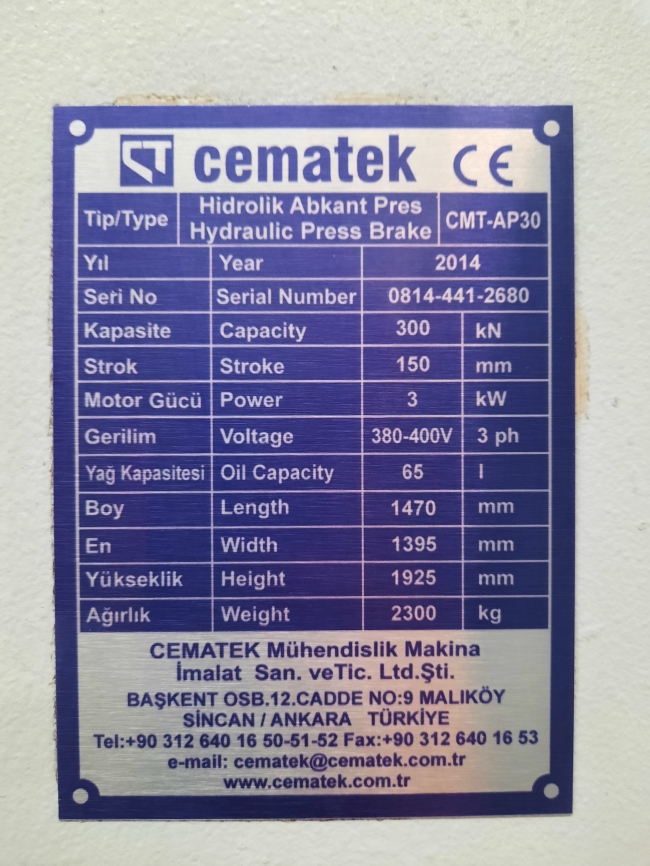 CT cematek CE
Tip/Type Hidrolik Abkant Pres Hydraulic Press Brake CMT-AP30
Yıl Year 2014
Seri No Serial Number 0814-441-2680
Kapasite Capacity 300 kN
Strok Stroke 150 mm
Motor Gücü Power 3 kW
Gerilim Voltage 380-400V 3 ph
Yağ Kapasitesi Oil Capacity 65 l
Boy Length 1470 mm
En Width 1395 mm
Yükseklik Height 1925 mm
Ağırlık Weight 2300 kg
CEMATEK Mühendislik Makina
İmalat San. veTic. Ltd.Şti.
BAŞKENT OSB.12.CADDE NO:9 MALIKÖY
SİNCAN / ANKARA TÜRKİYE
Tel:+90 312 640 16 50-51-52 Fax:+90 312 640 16 53
e-mail: cematek@cematek.com.tr
www.cematek.com.tr